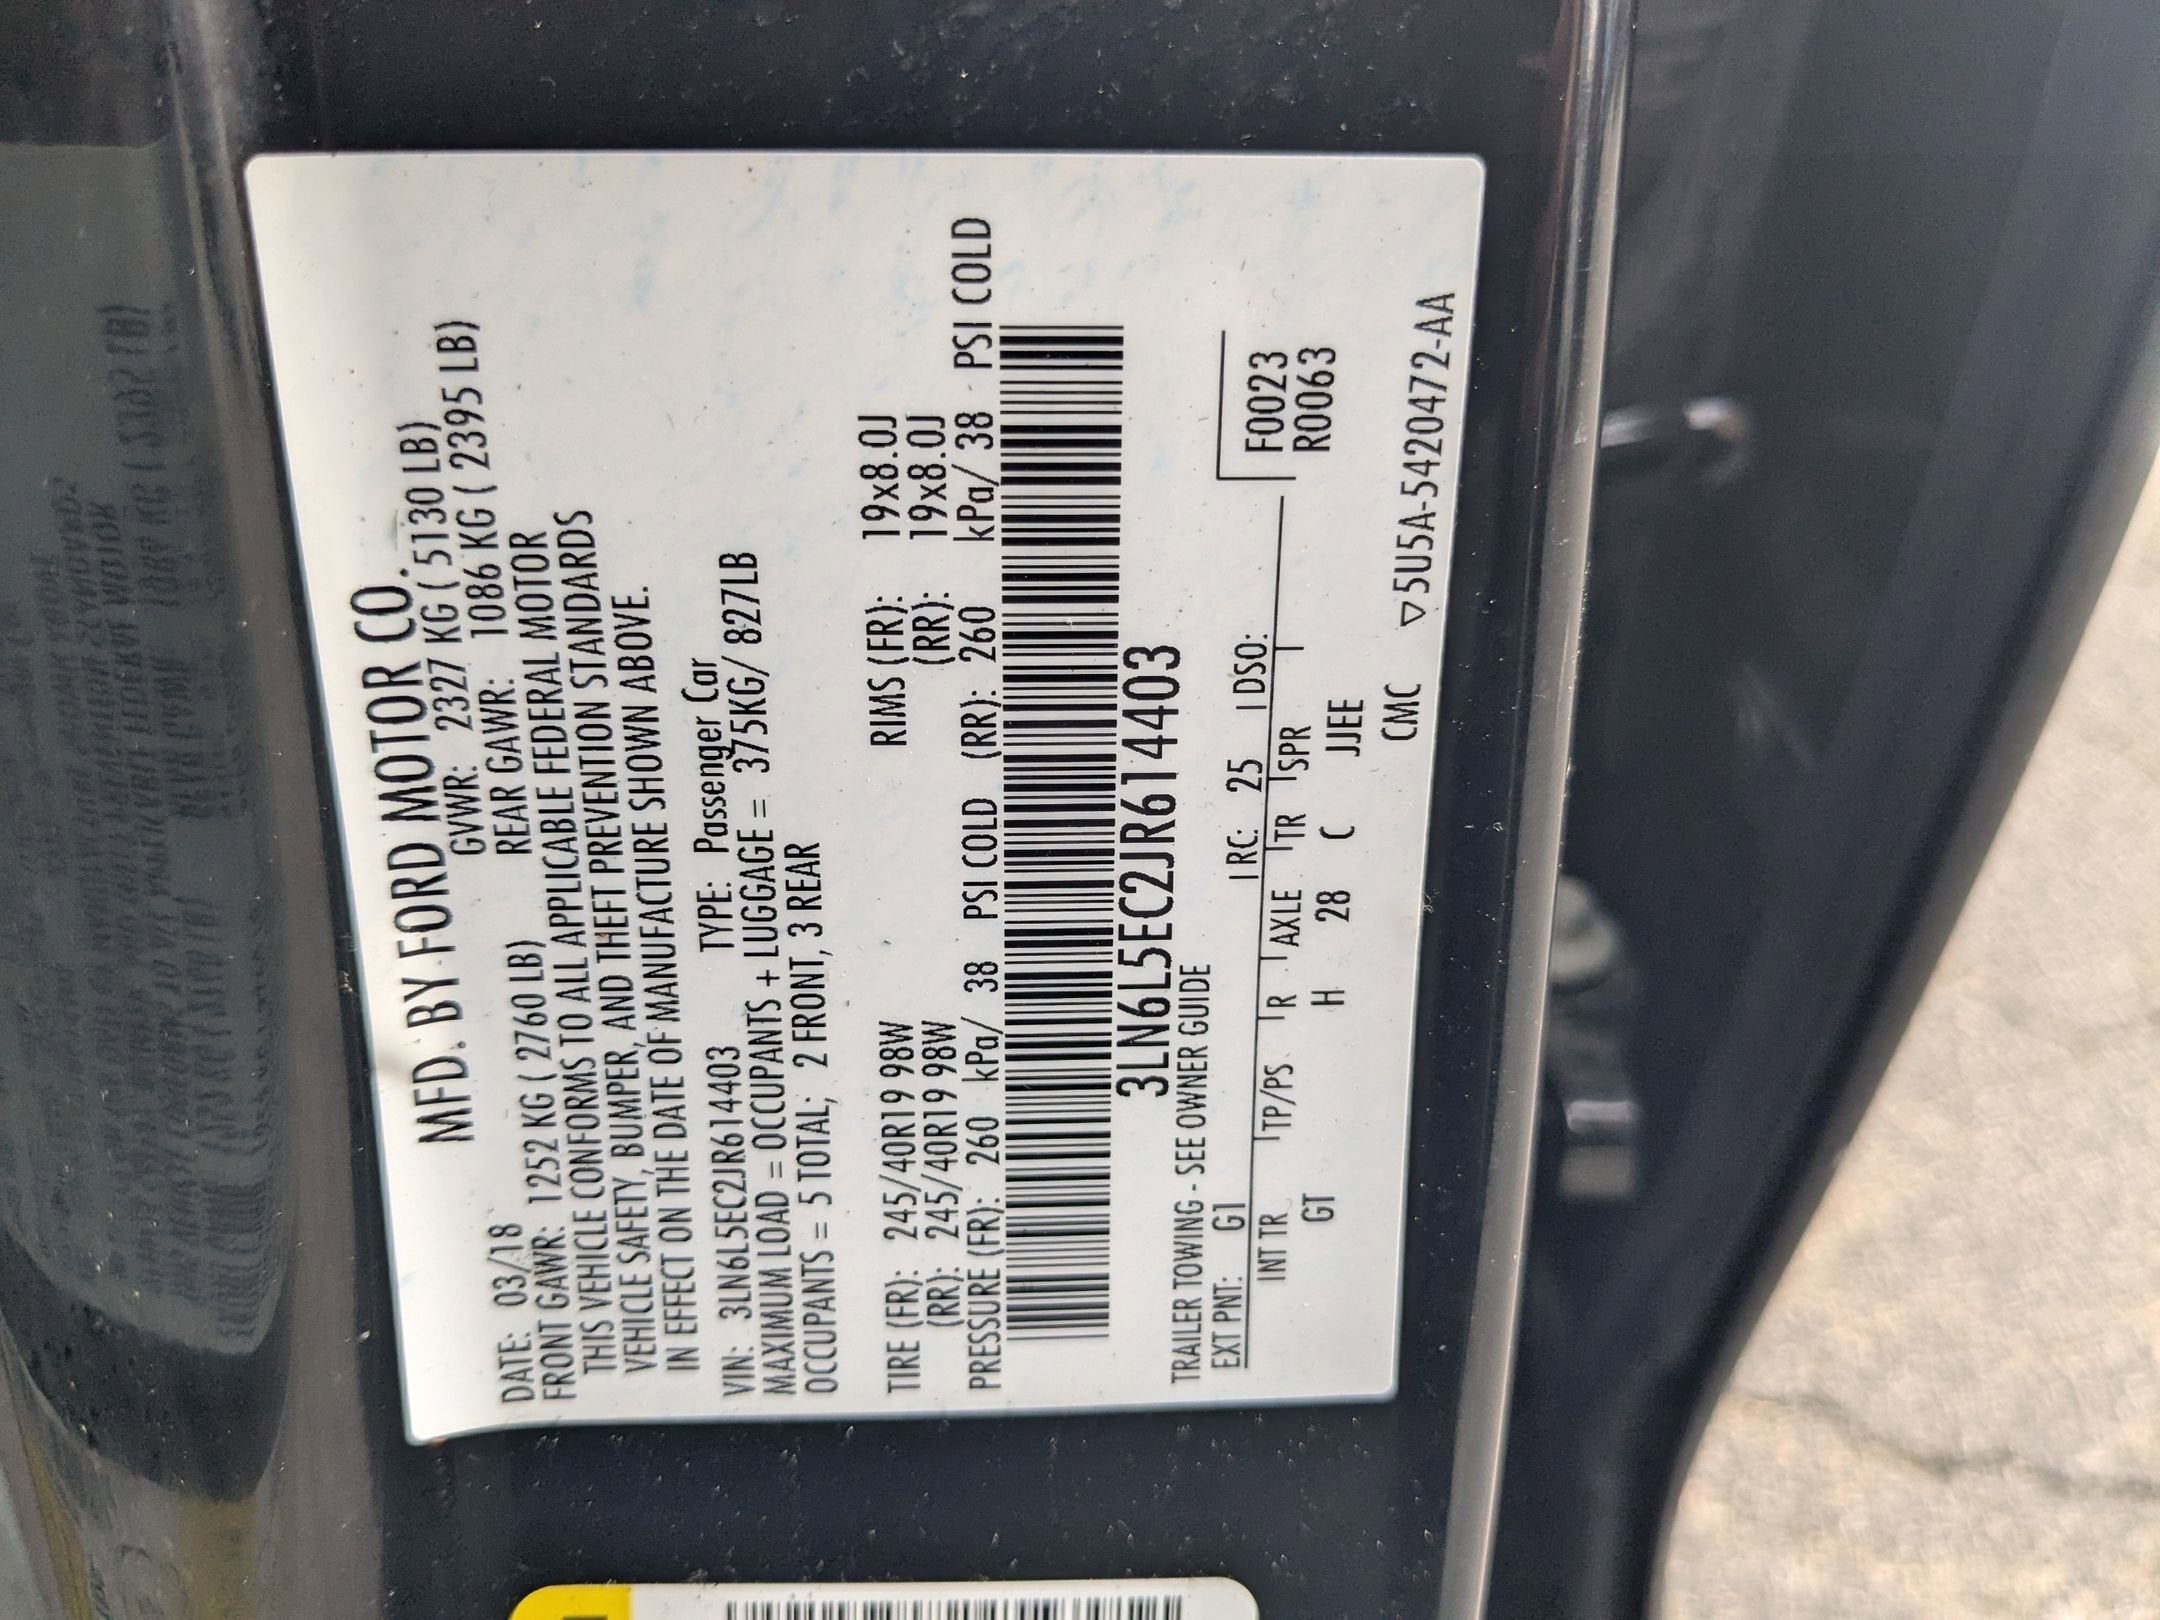 MFD. BY FORD MOTOR CO.
DATE: 03/18 GVWR: 2327 KG ( 5130 LB)
FRONT GAWR: 1252 KG ( 2760 LB) REAR GAWR: 1086 KG ( 2395 LB)
THIS VEHICLE CONFORMS TO ALL APPLICABLE FEDERAL MOTOR
VEHICLE SAFETY, BUMPER, AND THEFT PREVENTION STANDARDS
IN EFFECT ON THE DATE OF MANUFACTURE SHOWN ABOVE.
VIN: 3LN6L5EC2JR614403 TYPE: Passenger Car
MAXIMUM LOAD = OCCUPANTS + LUGGAGE = 375KG/ 827LB
OCCUPANTS = 5 TOTAL; 2 FRONT, 3 REAR
TIRE (FR): 245/40R19 98W RIMS (FR): 19x8.0J
(RR): 245/40R19 98W (RR): 19x8.0J
PRESSURE (FR): 260 kPa/ 38 PSI COLD (RR): 260 kPa/ 38 PSI COLD
3LN6L5EC2JR614403
TRAILER TOWING - SEE OWNER GUIDE
EXT PNT: G1 RC: 25 DSO:
INT TR TP/PS R AXLE TR SPR F0023
GT H 28 C JJEE R0063
CMC ▽5U5A-5420472-AA